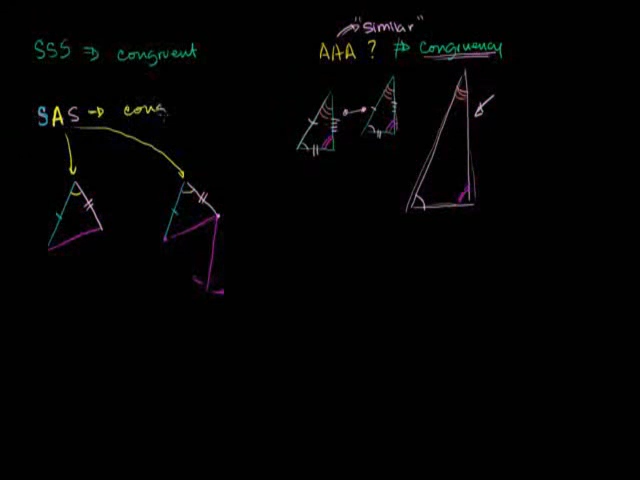 SSS ⇒ congruent
SAS → cong
"Similar"
AAA ? ⇏ congruency